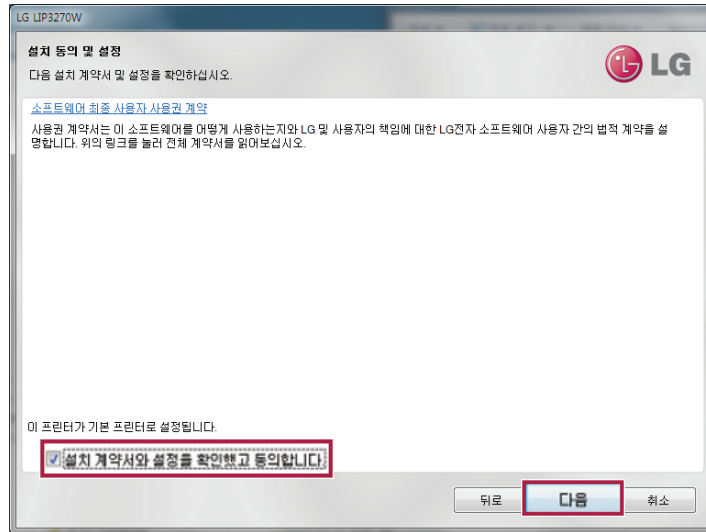 LG LIP3270W
설치 동의 및 설정
다음 설치 계약서 및 설정을 확인하십시오.
LG
소프트웨어 최종 사용자 사용권 계약
사용권 계약서는 이 소프트웨어를 어떻게 사용하는지와 LG 및 사용자의 책임에 대한 LG전자 소프트웨어 사용자 간의 법적 계약을 설
명합니다. 위의 링크를 눌러 전체 계약서를 읽어보십시오.
이 프린터가 기본 프린터로 설정됩니다.
설치 계약서와 설정을 확인했고 동의합니다.
뒤로 다음 취소